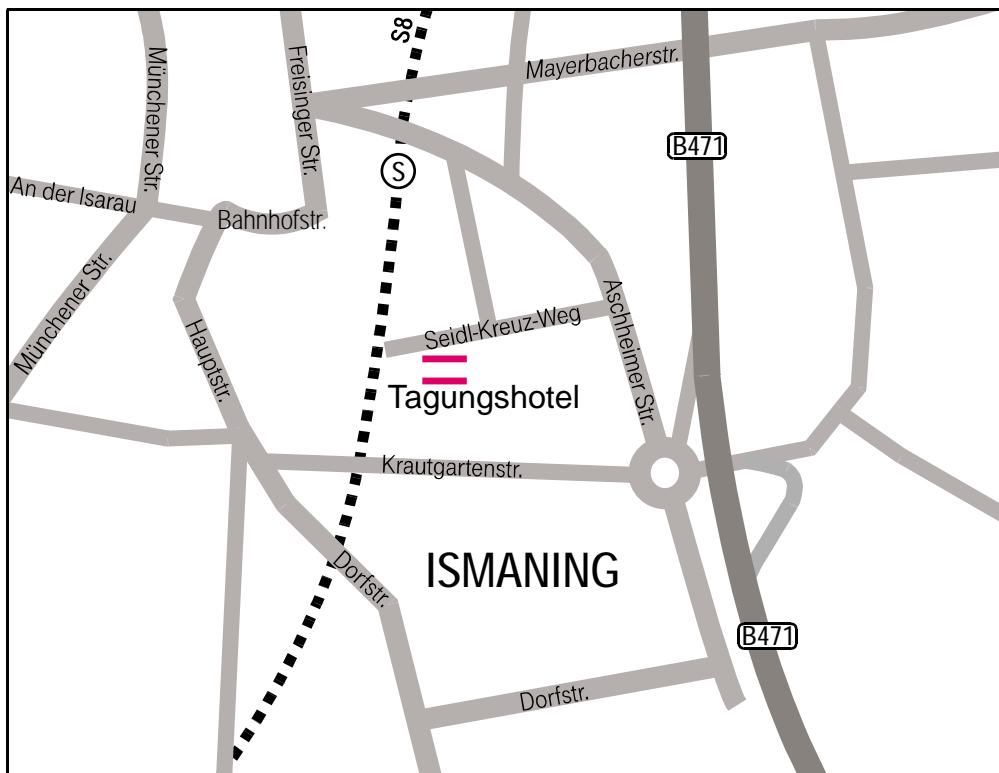 S8
Münchener Str.
Freisinger Str.
Mayerbacherstr.
B471
S
An der Isarau
Bahnhofstr.
Münchener Str.
Hauptstr.
Seidl-Kreuz-Weg
Aschheimer Str.
Tagungshotel
Krautgartenstr.
ISMANING
Dorfstr.
B471
Dorfstr.